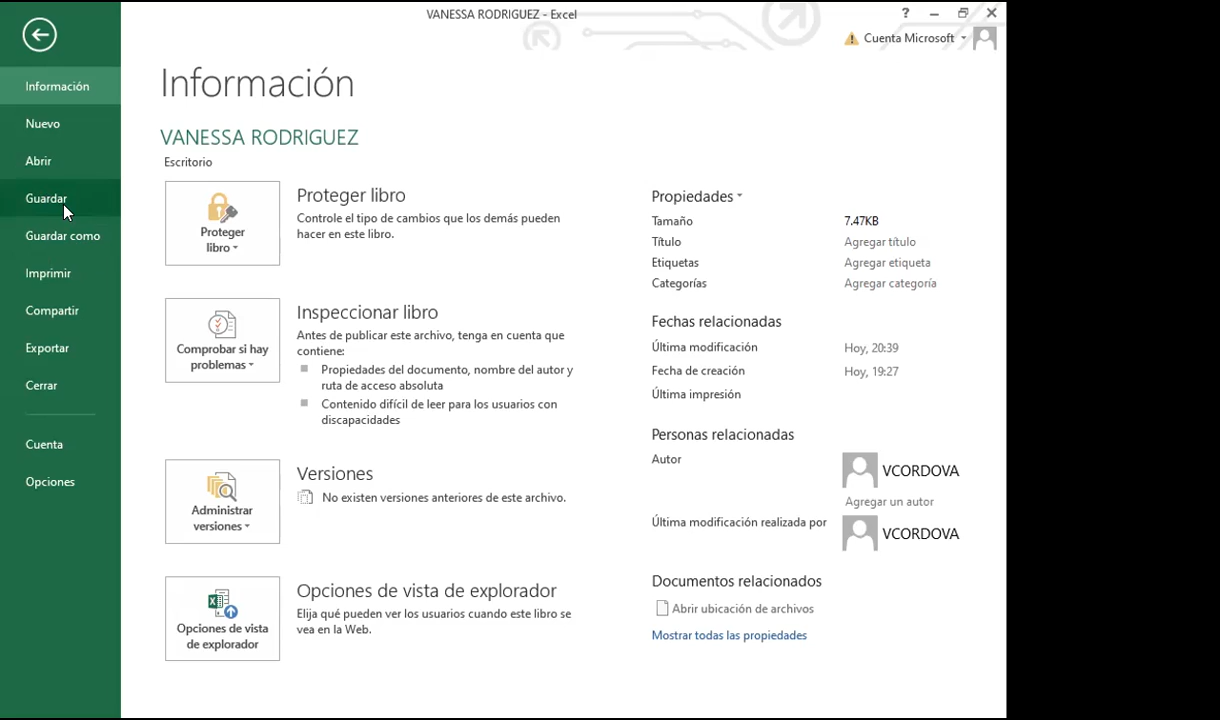 VANESSA RODRIGUEZ - Excel
?
Cuenta Microsoft
Información
Nuevo
Abrir
Guardar
Guardar como
Imprimir
Compartir
Exportar
Cerrar
Cuenta
Opciones
Información
VANESSA RODRIGUEZ
Escritorio
Proteger
libro
Proteger libro
Controle el tipo de cambios que los demás pueden
hacer en este libro.
Comprobar si hay
problemas
Inspeccionar libro
Antes de publicar este archivo, tenga en cuenta que
contiene:
Propiedades del documento, nombre del autor y
ruta de acceso absoluta
Contenido difícil de leer para los usuarios con
discapacidades
Administrar
versiones
Versiones
No existen versiones anteriores de este archivo.
Opciones de vista
de explorador
Opciones de vista de explorador
Elija qué pueden ver los usuarios cuando este libro se
vea en la Web.
Propiedades
Tamaño 7.47KB
Título Agregar título
Etiquetas Agregar etiqueta
Categorías Agregar categoría
Fechas relacionadas
Última modificación Hoy, 20:39
Fecha de creación Hoy, 19:27
Última impresión
Personas relacionadas
Autor VCORDOVA
Agregar un autor
Última modificación realizada por VCORDOVA
Documentos relacionados
Abrir ubicación de archivos
Mostrar todas las propiedades